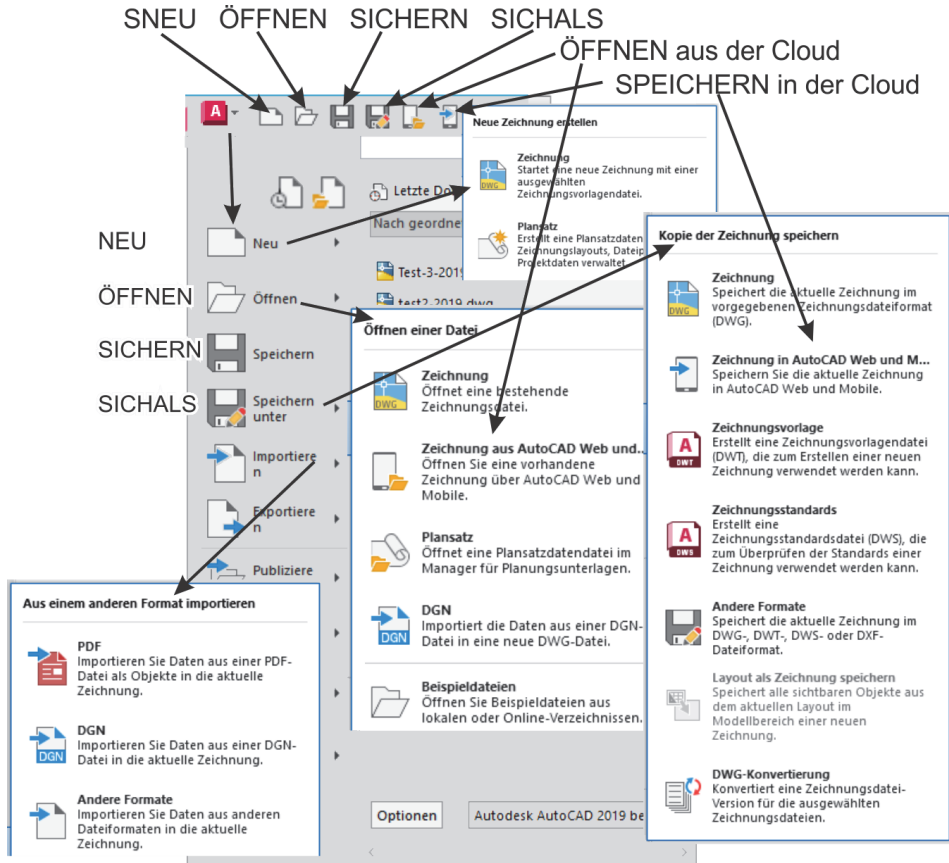 SNEU ÖFFNEN SICHERN SICHALS
ÖFFNEN aus der Cloud
SPEICHERN in der Cloud
A
Neue Zeichnung erstellen
Zeichnung
Startet eine neue Zeichnung mit einer
ausgewählten
Zeichnungsvorlagendatei.
DWG
Plansatz
Erstellt eine Plansatzdaten
Zeichnungslayouts, Dateip
Projektdaten verwaltet.
Letzte Do
Nach geordne
Test-3-2019
test2-2019.dwg
NEU
ÖFFNEN
SICHERN
SICHALS
Neu
Öffnen
Speichern
Speichern
unter
Importiere
n
Exportiere
n
Publiziere
Öffnen einer Datei
Zeichnung
Öffnet eine bestehende
Zeichnungsdatei.
DWG
Zeichnung aus AutoCAD Web und...
Öffnen Sie eine vorhandene
Zeichnung über AutoCAD Web und
Mobile.
Plansatz
Öffnet eine Plansatzdatendatei im
Manager für Planungsunterlagen.
DGN
Importiert die Daten aus einer DGN-
Datei in eine neue DWG-Datei.
DGN
Beispieldateien
Öffnen Sie Beispieldateien aus
lokalen oder Online-Verzeichnissen.
Kopie der Zeichnung speichern
Zeichnung
Speichert die aktuelle Zeichnung im
vorgegebenen Zeichnungsdateiformat
(DWG).
DWG
Zeichnung in AutoCAD Web und M...
Speichern Sie die aktuelle Zeichnung
in AutoCAD Web und Mobile.
Zeichnungsvorlage
Erstellt eine Zeichnungsvorlagendatei
(DWT), die zum Erstellen einer neuen
Zeichnung verwendet werden kann.
A
DWT
Zeichnungsstandards
Erstellt eine
Zeichnungsstandardsdatei (DWS), die
zum Überprüfen der Standards einer
Zeichnung verwendet werden kann.
A
DWS
Andere Formate
Speichert die aktuelle Zeichnung im
DWG-, DWT-, DWS- oder DXF-
Dateiformat.
Layout als Zeichnung speichern
Speichert alle sichtbaren Objekte aus
dem aktuellen Layout im
Modellbereich einer neuen
Zeichnung.
DWG-Konvertierung
Konvertiert eine Zeichnungsdatei-
Version für die ausgewählten
Zeichnungsdateien.
Aus einem anderen Format importieren
PDF
Importieren Sie Daten aus einer PDF-
Datei als Objekte in die aktuelle
Zeichnung.
DGN
Importieren Sie Daten aus einer DGN-
Datei in die aktuelle Zeichnung.
DGN
Andere Formate
Importieren Sie Daten aus anderen
Dateiformaten in die aktuelle
Zeichnung.
Optionen
Autodesk AutoCAD 2019 be